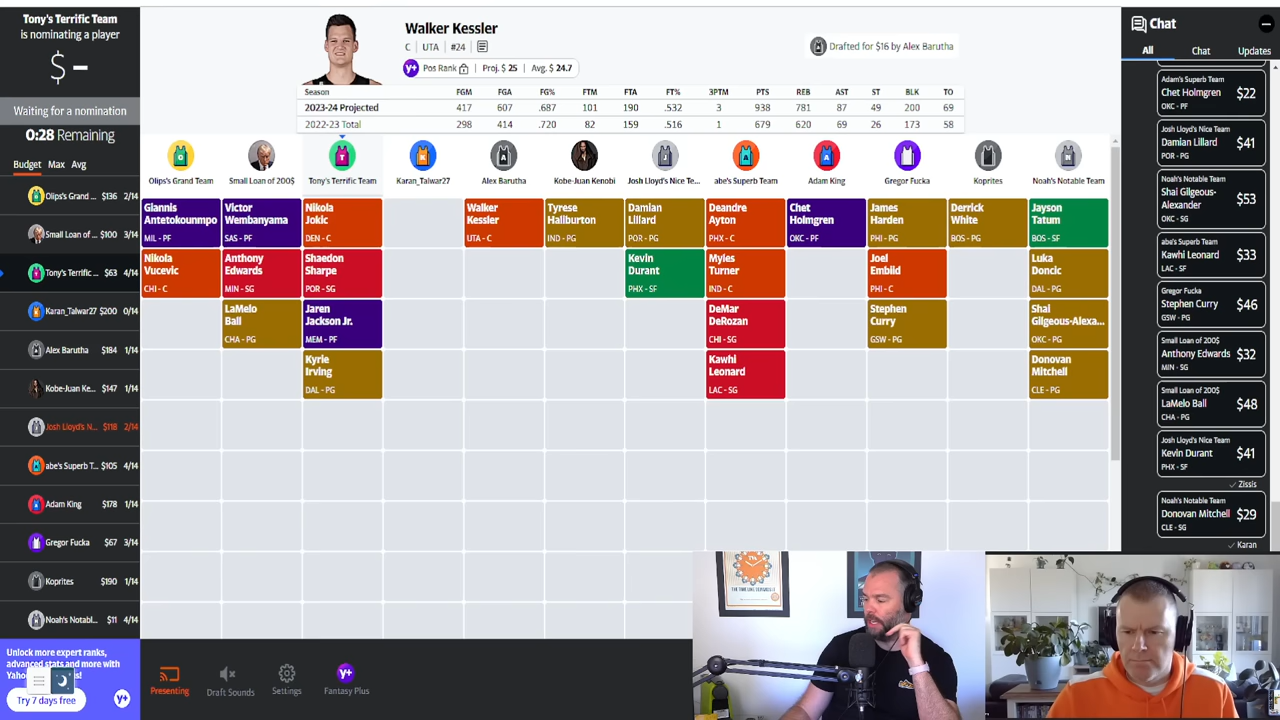 Tony's Terrific Team
is nominating a player
$ –
Waiting for a nomination
0:28 Remaining
Budget Max Avg
Olips's Grand ... $136 2/14
Small Loan of ... $100 3/14
Tony's Terrific ... $63 4/14
Karan_Talwar27 $200 0/14
Alex Barutha $184 1/14
Kobe-Juan Ke... $147 1/14
Josh Lloyd's N... $118 2/14
abe's Superb T... $105 4/14
Adam King $178 1/14
Gregor Fucka $67 3/14
Koprites $190 1/14
Noah's Notabl... $11 4/14
Unlock more expert ranks,
advanced stats and more with
Try 7 days free
y+
Walker Kessler
C UTA #24
y+ Pos Rank Proj. $ 25 Avg. $ 24.7
Drafted for $16 by Alex Barutha
Season FGM FGA FG% FTM FTA FT% 3PTM PTS REB AST ST BLK TO
2023-24 Projected 417 607 .687 101 190 .532 3 938 781 87 49 200 69
2022-23 Total 298 414 .720 82 159 .516 1 679 620 69 26 173 58
Olips's Grand Team Small Loan of 200$ Tony's Terrific Team Karan_Talwar27 Alex Barutha Kobe-Juan Kenobi Josh Lloyd's Nice Te... abe's Superb Team Adam King Gregor Fucka Koprites Noah's Notable Team
Giannis Victor Nikola Walker Tyrese Damian Deandre Chet James Derrick Jayson
Antetokounmpo Wembanyama Jokic Kessler Haliburton Lillard Ayton Holmgren Harden White Tatum
MIL - PF SAS - PF DEN - C UTA - C IND - PG POR - PG PHX - C OKC - PF PHI - PG BOS - PG BOS - SF
Nikola Anthony Shaedon Kevin Myles Joel Luka
Vucevic Edwards Sharpe Durant Turner Embiid Doncic
CHI - C MIN - SG POR - SG PHX - SF IND - C PHI - C DAL - PG
LaMelo Jaren DeMar Stephen Shai
Ball Jackson Jr. DeRozan Curry Gilgeous-Alexa...
CHA - PG MEM - PF CHI - SG GSW - PG OKC - PG
Kyrie Kawhi Donovan
Irving Leonard Mitchell
DAL - PG LAC - SG CLE - PG
Presenting Draft Sounds Settings Fantasy Plus
Chat
All Chat Updates
Adam's Superb Team
Chet Holmgren $22
OKC - PF
Josh Lloyd's Nice Team
Damian Lillard $41
POR - PG
Noah's Notable Team
Shai Gilgeous-
Alexander $53
OKC - SG
abe's Superb Team
Kawhi Leonard $33
LAC - SF
Gregor Fucka
Stephen Curry $46
GSW - PG
Small Loan of 200$
Anthony Edwards $32
MIN - SG
Small Loan of 200$
LaMelo Ball $48
CHA - PG
Josh Lloyd's Nice Team
Kevin Durant $41
PHX - SF
✓ Zissis
Noah's Notable Team
Donovan Mitchell $29
CLE - SG
✓ Karan